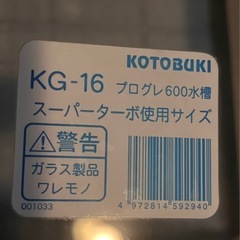 KOTOBUKI
KG-16 プログレ600水槽
スーパーターボ使用サイズ
警告
ガラス製品
ワレモノ
001033
4 972814 592940